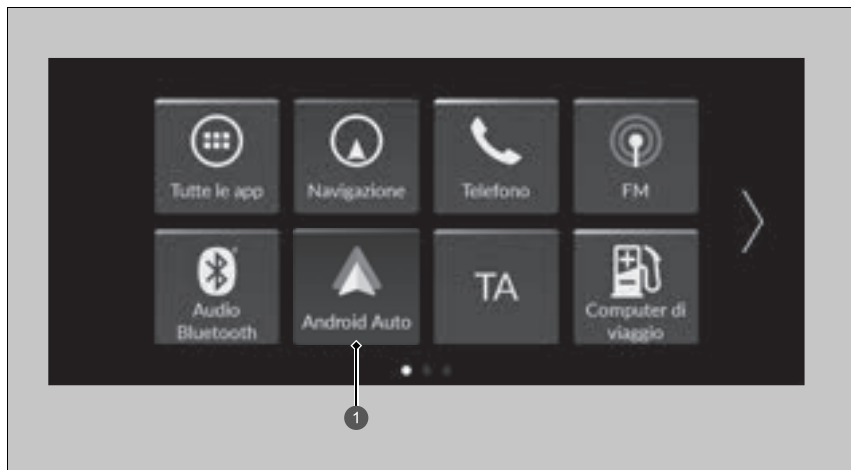 Tutte le app
Navigazione
Telefono
FM
Audio
Bluetooth
Android Auto
TA
Computer di
viaggio
1